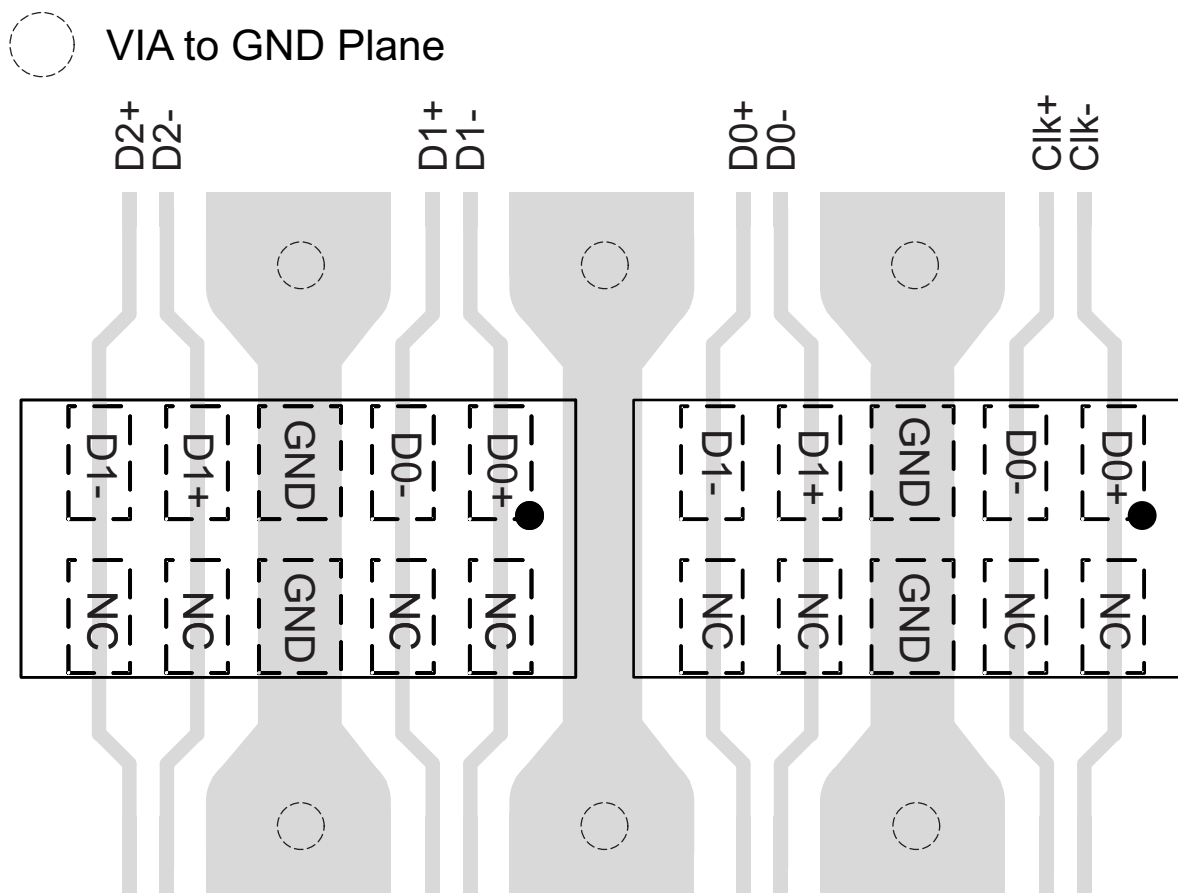 VIA to GND Plane
D2+
D2-
D1+
D1-
D0+
D0-
Clk+
Clk-
D1-
D1+
GND
D0-
D0+
D1-
D1+
GND
D0-
D0+
NC
NC
GND
NC
NC
NC
NC
GND
NC
NC